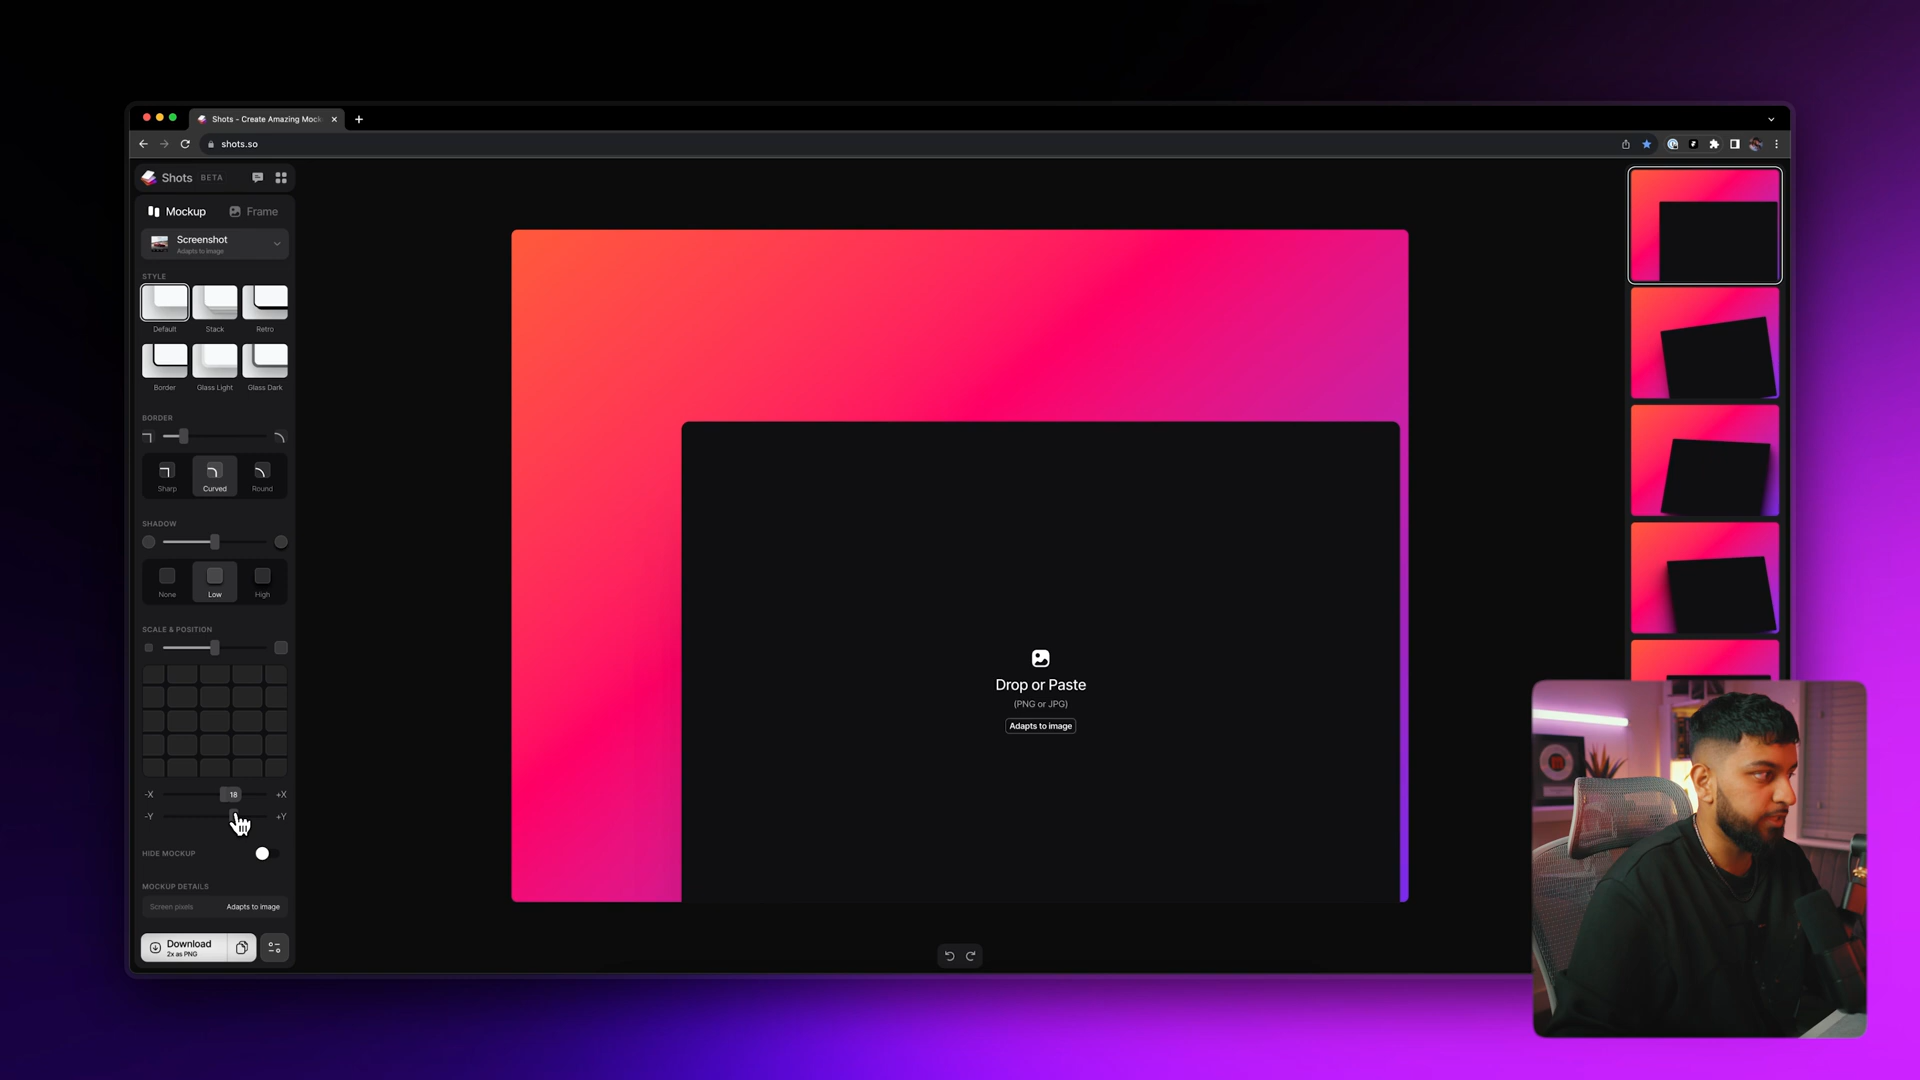 Shots - Create Amazing Mock
shots.so
Shots BETA
Mockup Frame
Screenshot
Adapts to image
STYLE
Default Stack Retro
Border Glass Light Glass Dark
BORDER
Sharp Curved Round
SHADOW
None Low High
SCALE & POSITION
-X 18 +X
-Y +Y
HIDE MOCKUP
MOCKUP DETAILS
Screen pixels Adapts to image
Download
2x as PNG
Drop or Paste
(PNG or JPG)
Adapts to image